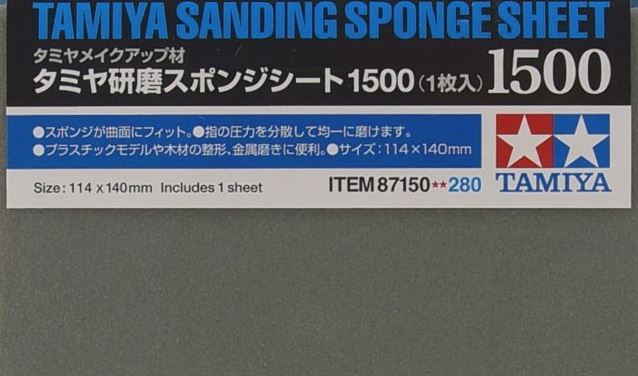 TAMIYA SANDING SPONGE SHEET
タミヤメイクアップ材
タミヤ研磨スポンジシート1500（1枚入）1500
●スポンジが曲面にフィット。●指の圧力を分散して均一に磨けます。
●プラスチックモデルや木材の整形、金属磨きに便利。●サイズ：114×140mm
Size: 114 x 140mm Includes 1 sheet
ITEM 87150**280
TAMIYA